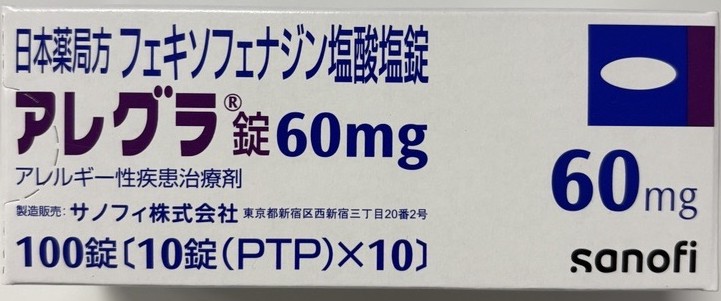 日本薬局方 フェキソフェナジン塩酸塩錠
アレグラ®錠60mg
アレルギー性疾患治療剤
製造販売: サノフィ株式会社 東京都新宿区西新宿三丁目20番2号
100錠〔10錠(PTP)×10〕
60mg
sanofi